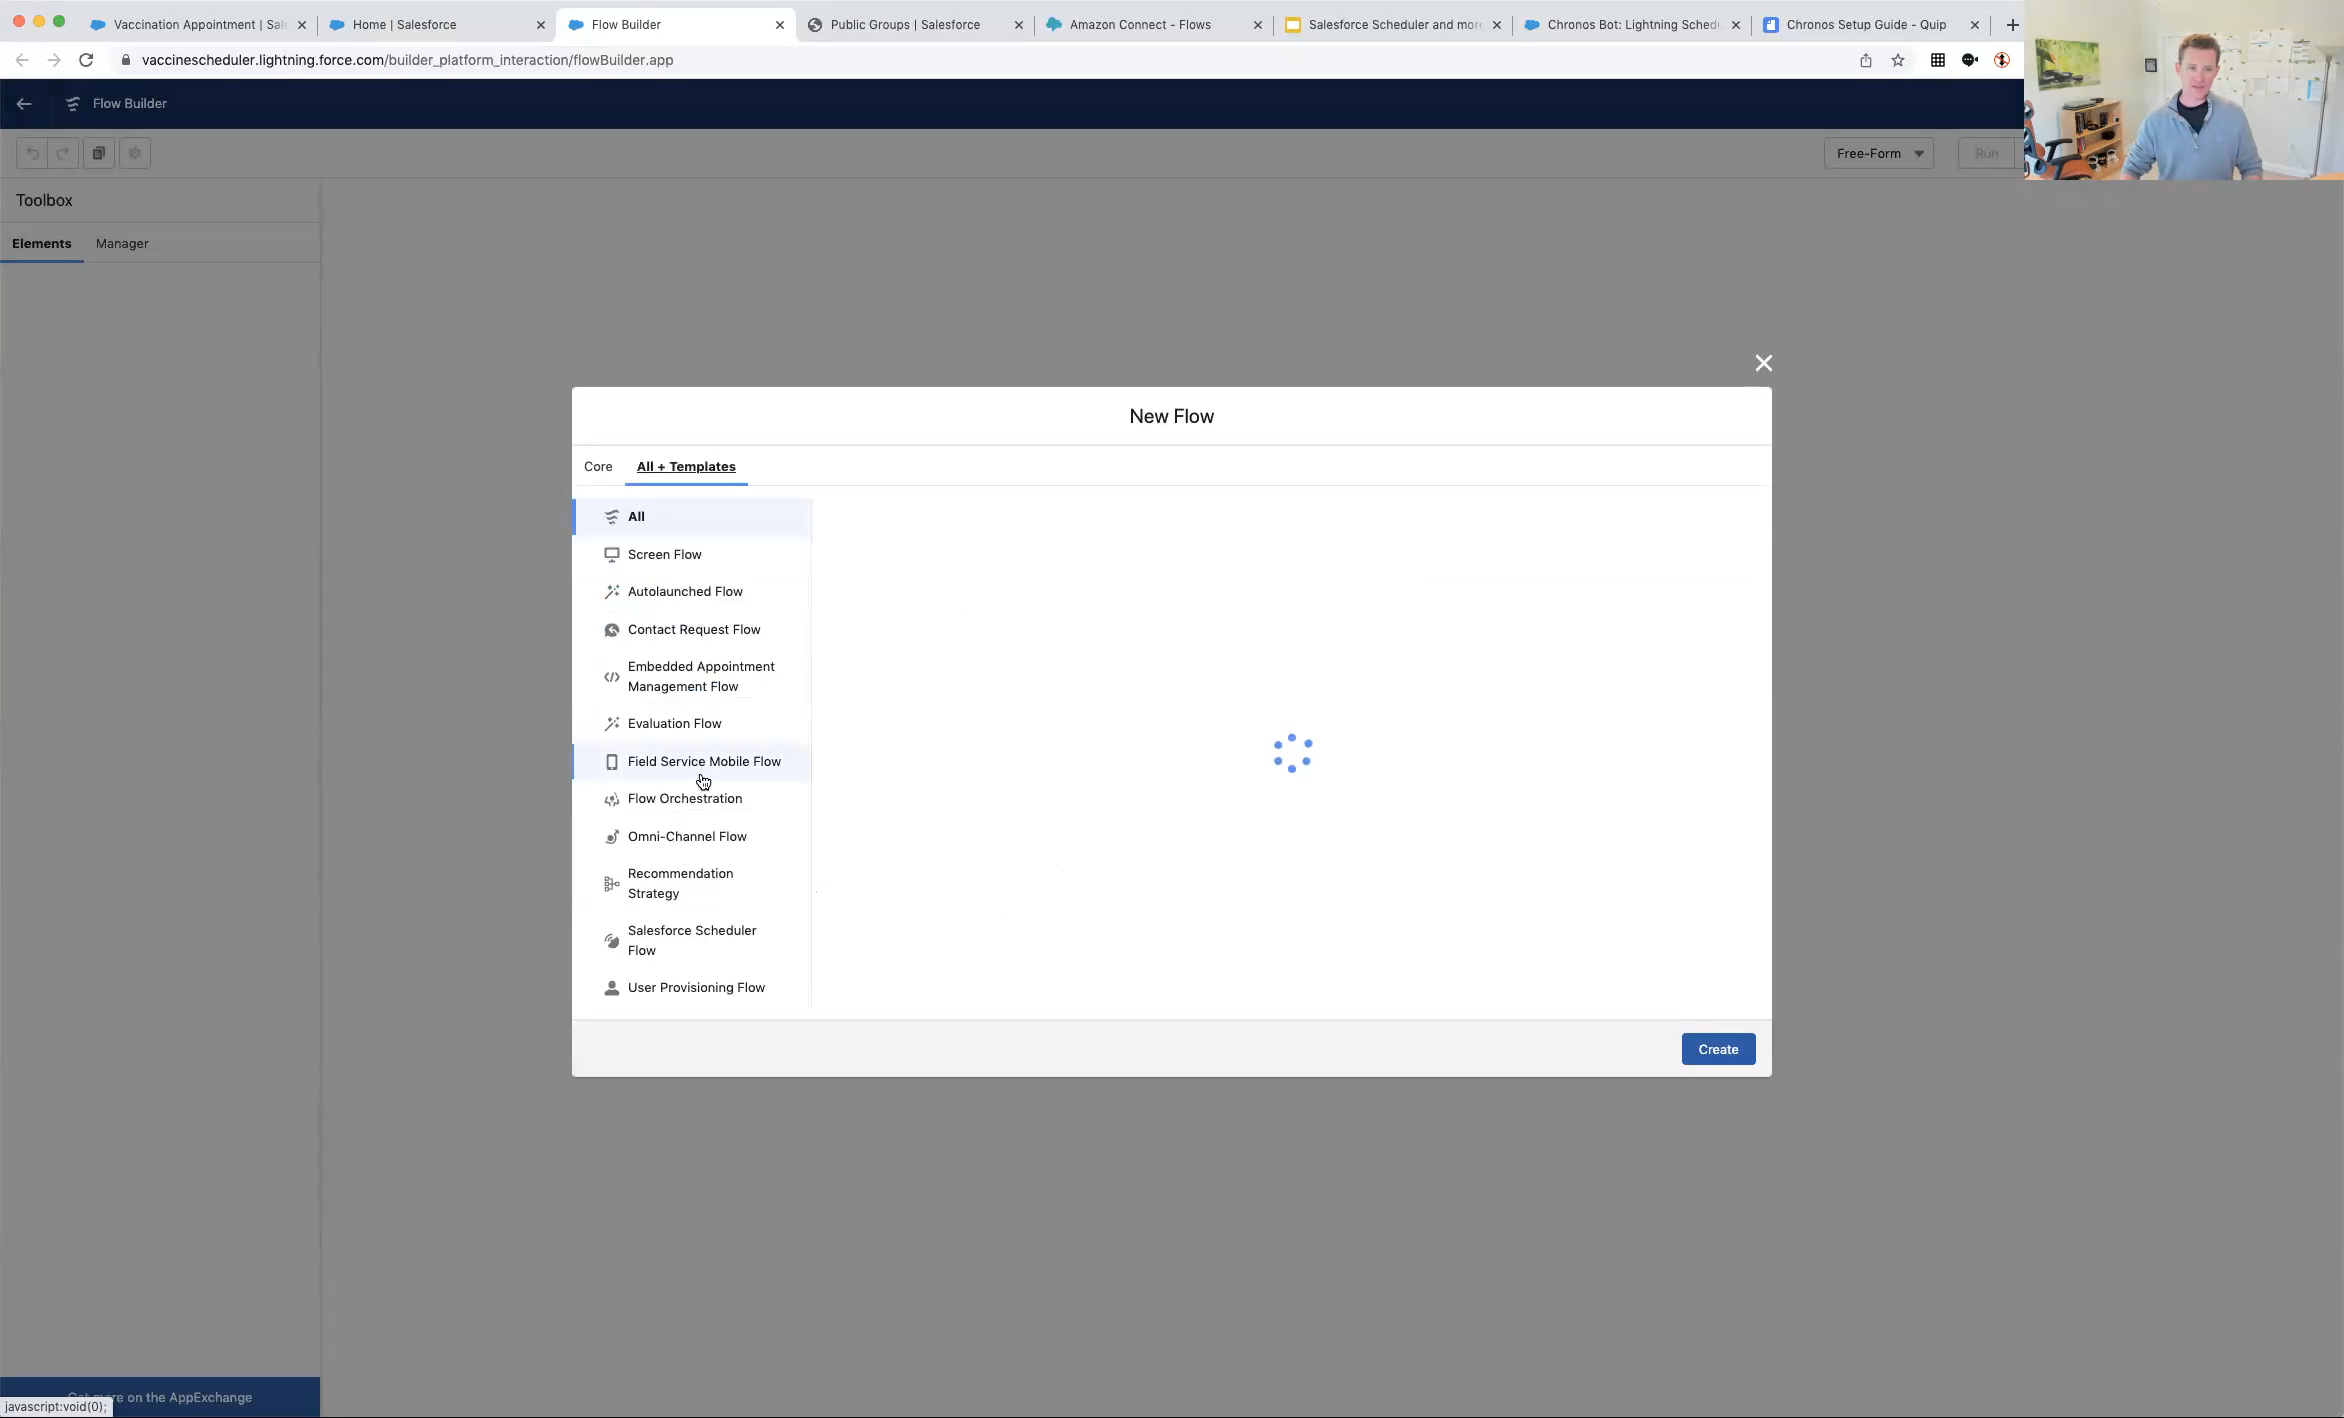 Vaccination Appointment | Sale
Home | Salesforce
Flow Builder
Public Groups | Salesforce
Amazon Connect - Flows
Salesforce Scheduler and more
Chronos Bot: Lightning Sched
Chronos Setup Guide - Quip
vaccinescheduler.lightning.force.com/builder_platform_interaction/flowBuilder.app
Flow Builder
Free-Form
Run
Toolbox
Elements
Manager
New Flow
Core
All + Templates
All
Screen Flow
Autolaunched Flow
Contact Request Flow
Embedded Appointment
Management Flow
Evaluation Flow
Field Service Mobile Flow
Flow Orchestration
Omni-Channel Flow
Recommendation
Strategy
Salesforce Scheduler
Flow
User Provisioning Flow
Create
Get more on the AppExchange
javascript:void(0);